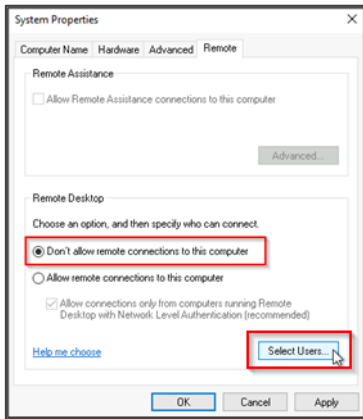 System Properties
Computer Name Hardware Advanced Remote
Remote Assistance
Allow Remote Assistance connections to this computer
Advanced...
Remote Desktop
Choose an option, and then specify who can connect.
Don't allow remote connections to this computer
Allow remote connections to this computer
Allow connections only from computers running Remote
Desktop with Network Level Authentication (recommended)
Help me choose
Select Users...
OK Cancel Apply